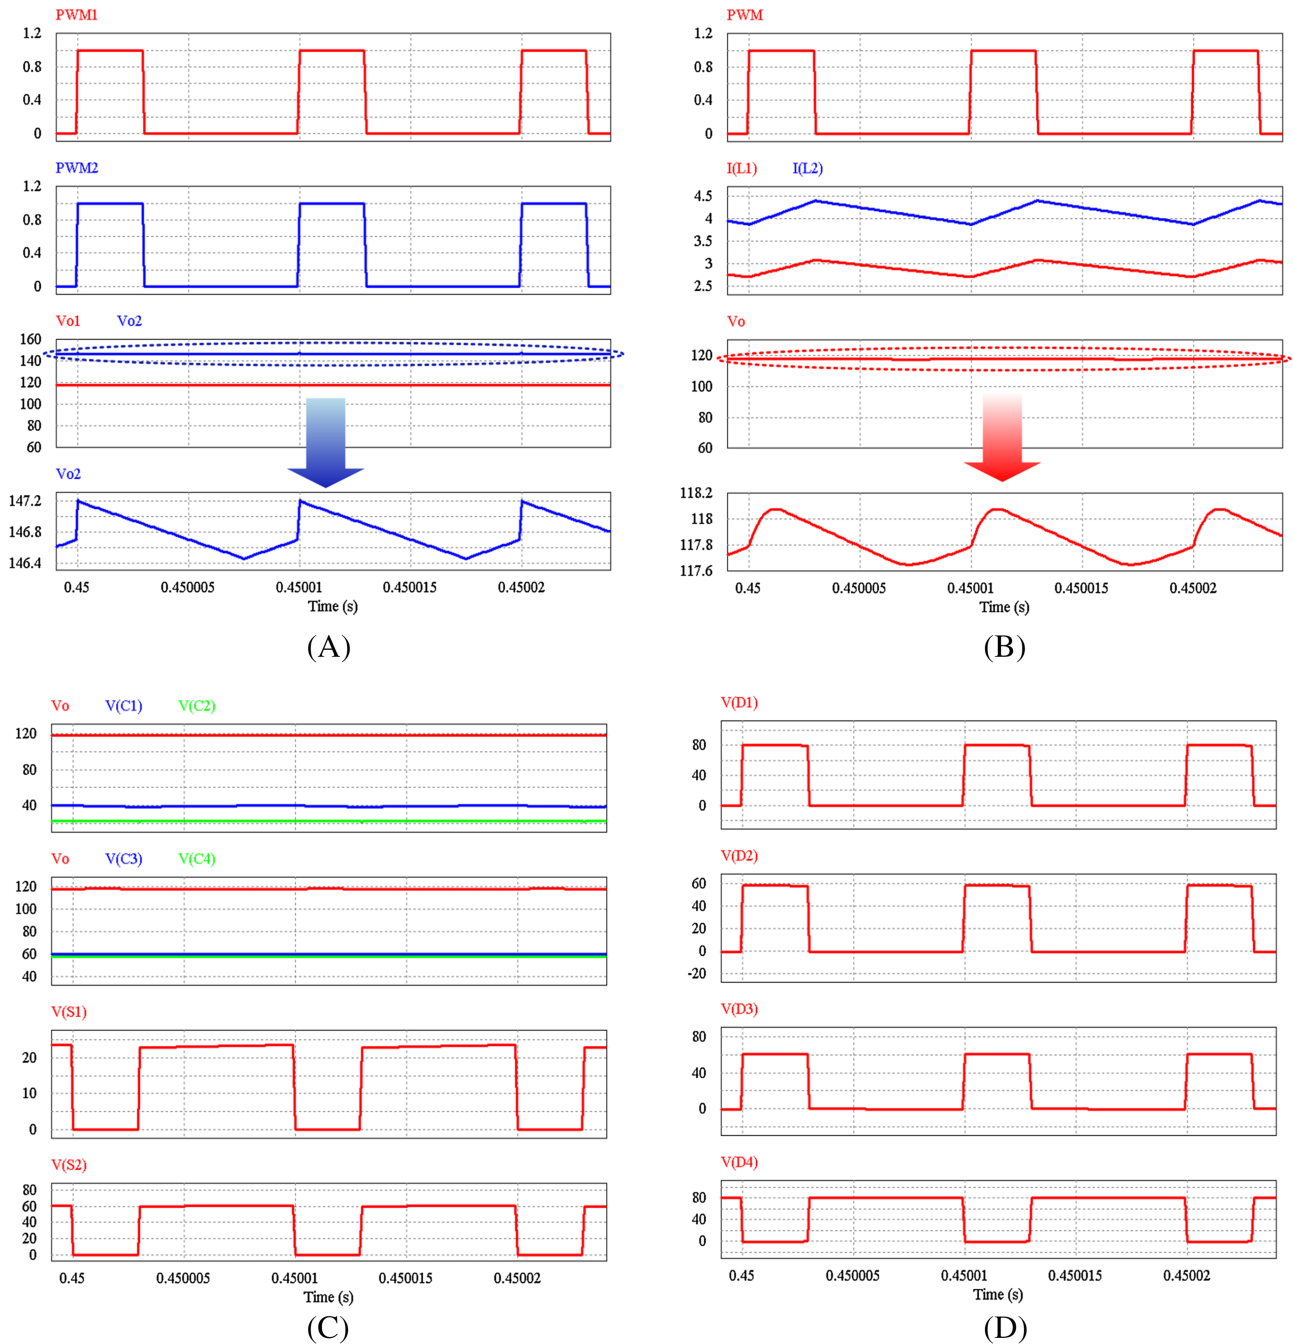 PWM1
1.2
0.8
0.4
0
PWM2
1.2
0.8
0.4
0
Vo1 Vo2
160
140
120
100
80
60
Vo2
147.2
146.8
146.4
0.45 0.450005 0.45001 0.450015 0.45002
Time (s)
(A)
PWM
1.2
0.8
0.4
0
I(L1) I(L2)
4.5
4
3.5
3
2.5
Vo
120
100
80
60
118.2
118
117.8
117.6
0.45 0.450005 0.45001 0.450015 0.45002
Time (s)
(B)
Vo V(C1) V(C2)
120
80
40
Vo V(C3) V(C4)
120
100
80
60
40
V(S1)
20
10
0
V(S2)
80
60
40
20
0
0.45 0.450005 0.45001 0.450015 0.45002
Time (s)
(C)
V(D1)
80
40
0
V(D2)
60
40
20
0
-20
V(D3)
80
40
0
V(D4)
80
40
0
0.45 0.450005 0.45001 0.450015 0.45002
Time (s)
(D)